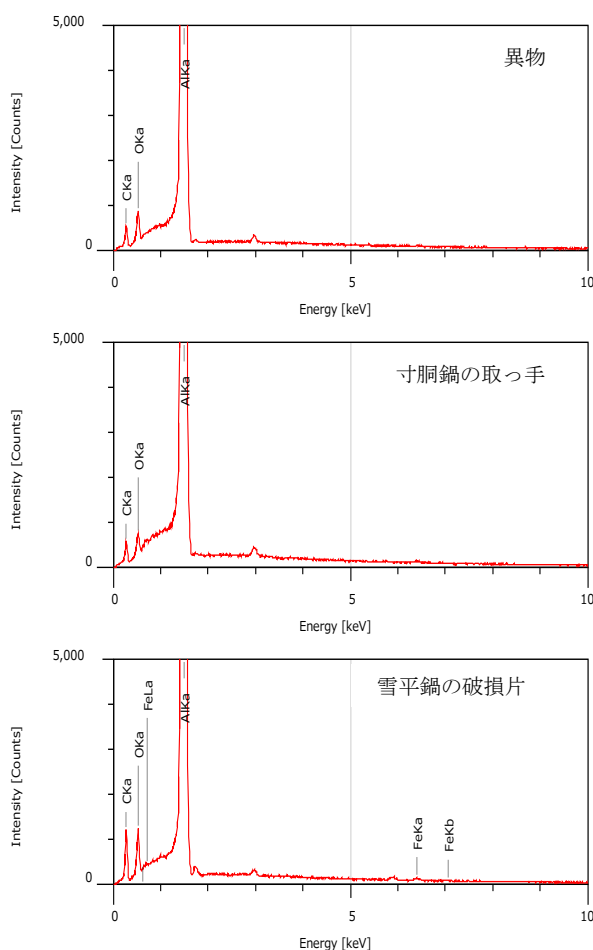 5,000
異物
Intensity [Counts]
CKa
OKa
AlKa
0
0
5
10
Energy [keV]
5,000
寸胴鍋の取っ手
Intensity [Counts]
CKa
OKa
AlKa
0
0
5
10
Energy [keV]
5,000
雪平鍋の破損片
Intensity [Counts]
CKa
OKa
FeLa
AlKa
FeKa
FeKb
0
0
5
10
Energy [keV]